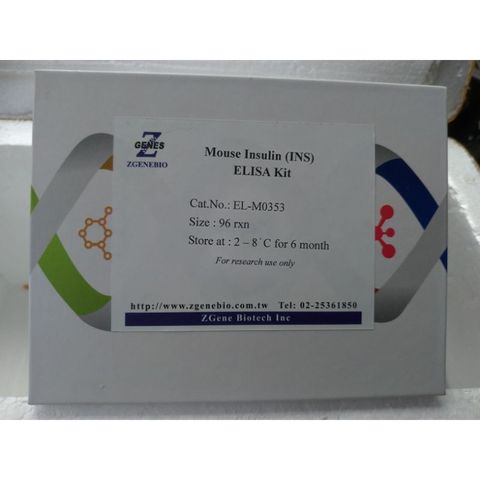 Z
GENES
ZGENEBIO
Mouse Insulin (INS)
ELISA Kit
Cat.No.: EL-M0353
Size : 96 rxn
Store at : 2 – 8°C for 6 month
For research use only
http://www.zgenebio.com.tw Tel: 02-25361850
ZGene Biotech Inc